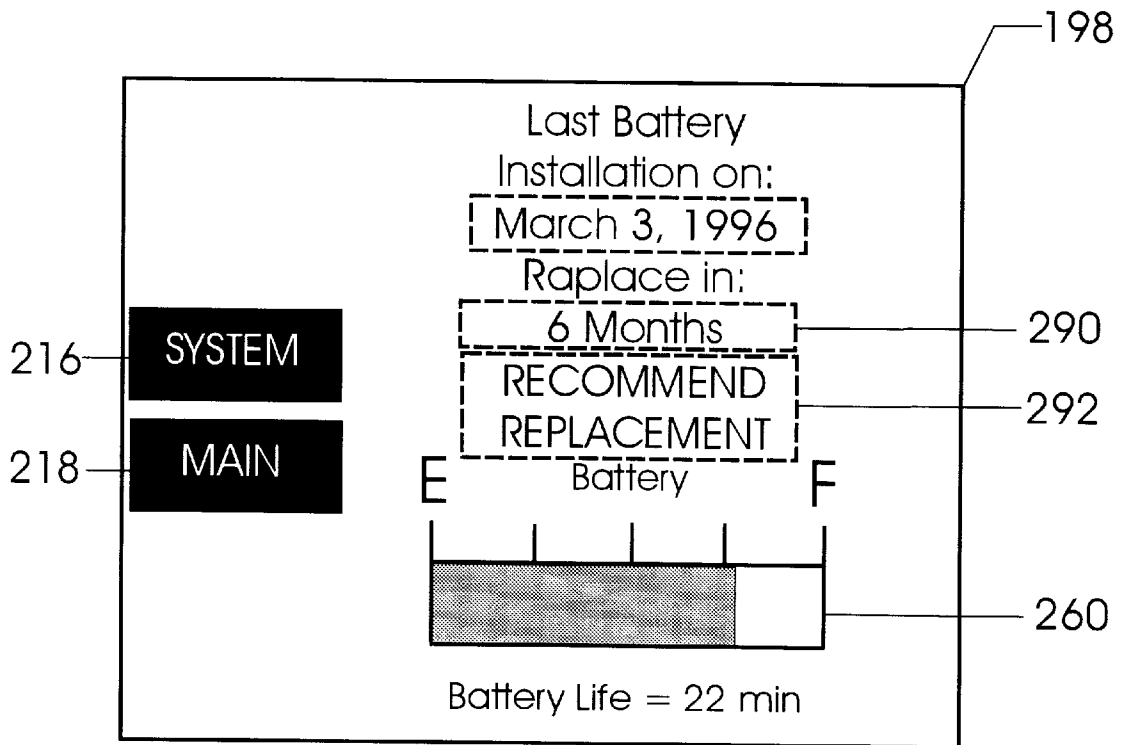 198
Last Battery
Installation on:
March 3, 1996
Raplace in:
6 Months
290
SYSTEM
216
RECOMMEND
REPLACEMENT
292
MAIN
218
E
Battery
F
260
Battery Life = 22 min